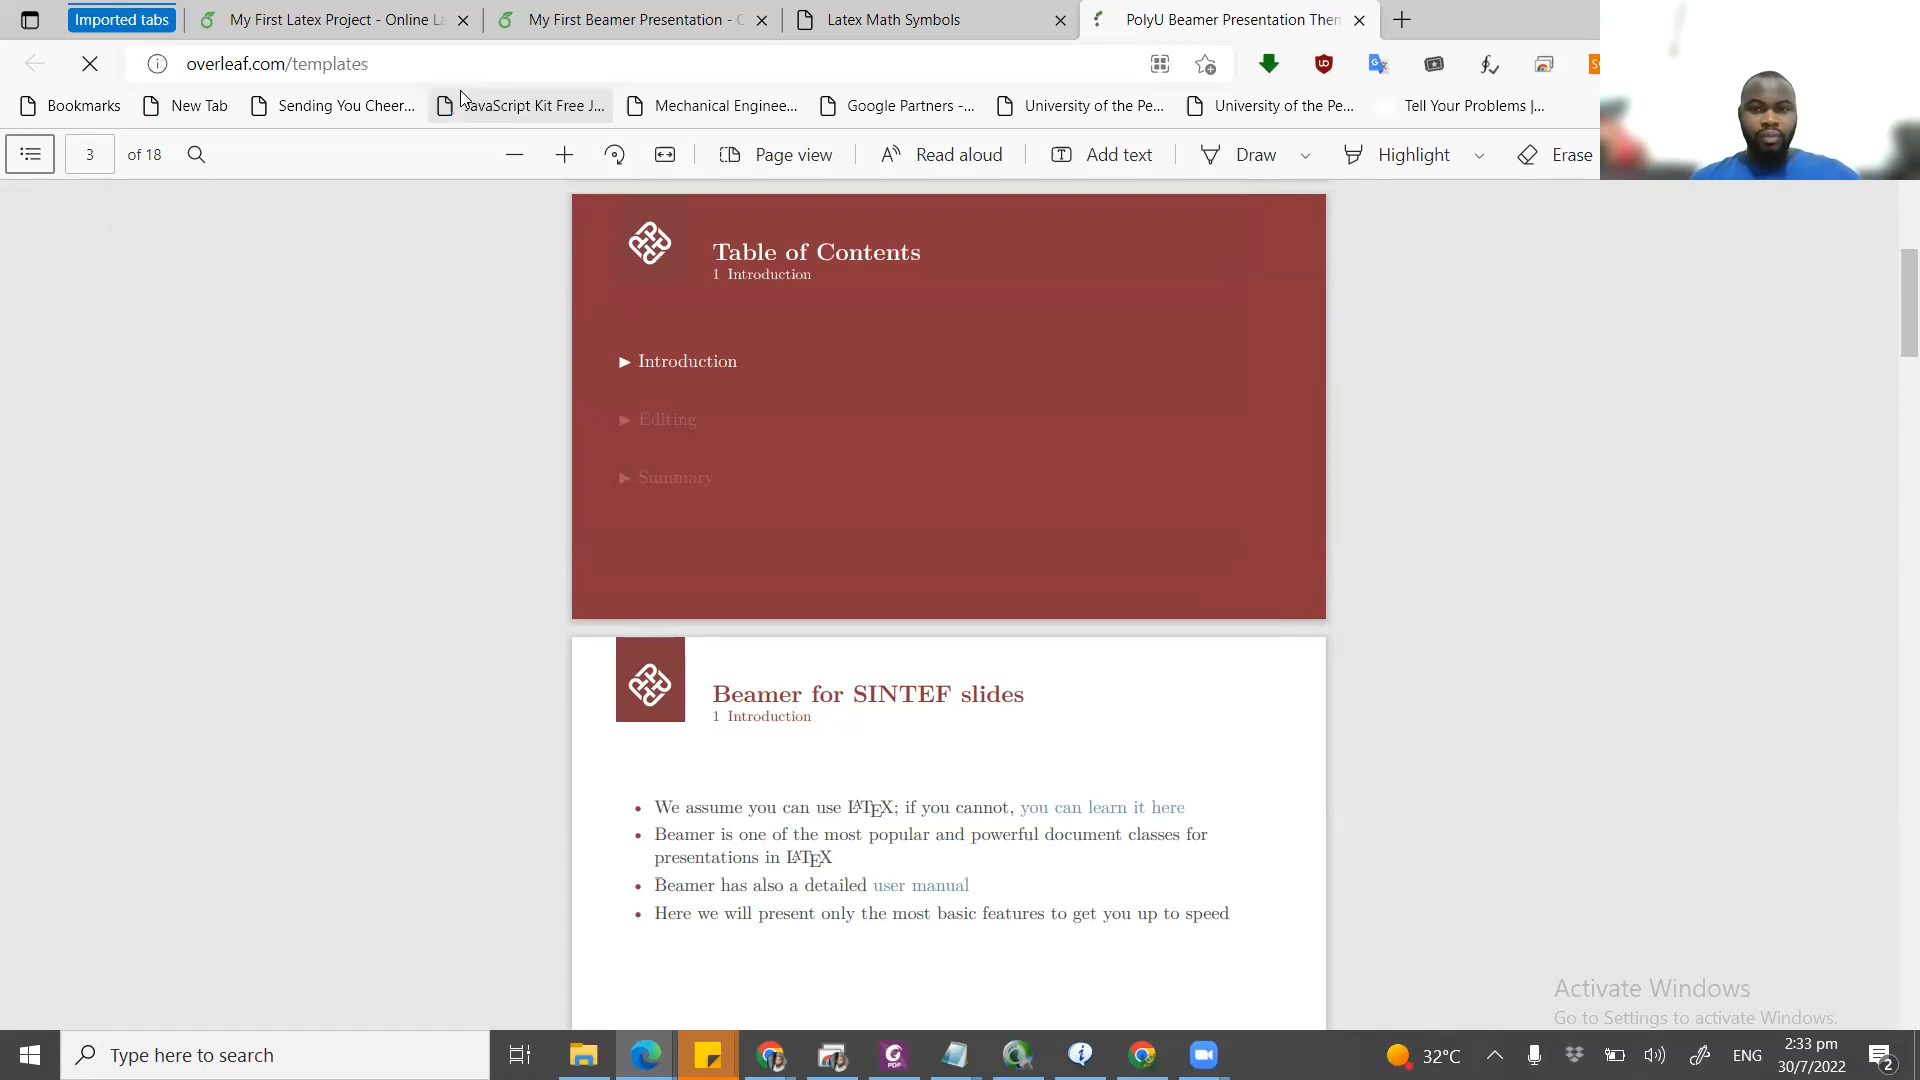 Imported tabs
My First Latex Project - Online La
My First Beamer Presentation - C
Latex Math Symbols
PolyU Beamer Presentation Then
overleaf.com/templates
Bookmarks
New Tab
Sending You Cheer...
JavaScript Kit Free J...
Mechanical Enginee...
Google Partners -...
University of the Pe...
University of the Pe...
Tell Your Problems |...
3 of 18
Page view
Read aloud
Add text
Draw
Highlight
Erase
Table of Contents
1 Introduction
► Introduction
► Editing
► Summary
Beamer for SINTEF slides
1 Introduction
• We assume you can use LATEX; if you cannot, you can learn it here
• Beamer is one of the most popular and powerful document classes for
presentations in LATEX
• Beamer has also a detailed user manual
• Here we will present only the most basic features to get you up to speed
Activate Windows
Go to Settings to activate Windows.
Type here to search
32°C
ENG
2:33 pm
30/7/2022
2